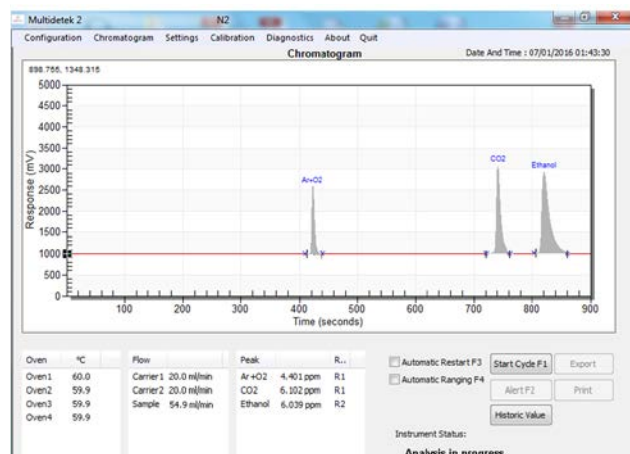 Multidetek 2 N2
Configuration Chromatogram Settings Calibration Diagnostics About Quit
Chromatogram Date And Time : 07/01/2016 01:43:30
898.755, 1348.315
5000
4500
4000
3500
3000
2500
2000
1500
1000
500
0
Response (mV)
Ar+O2
CO2
Ethanol
100 200 300 400 500 600 700 800 900
Time (seconds)
Oven °C
Oven1 60.0
Oven2 59.9
Oven3 59.9
Oven4 59.9
Flow
Carrier1 20.0 ml/min
Carrier2 20.0 ml/min
Sample 54.9 ml/min
Peak R..
Ar+O2 4.401 ppm R1
CO2 6.102 ppm R1
Ethanol 6.039 ppm R2
Automatic Restart F3
Automatic Ranging F4
Start Cycle F1 Export
Alert F2 Print
Historic Value
Instrument Status:
Analysis in progress